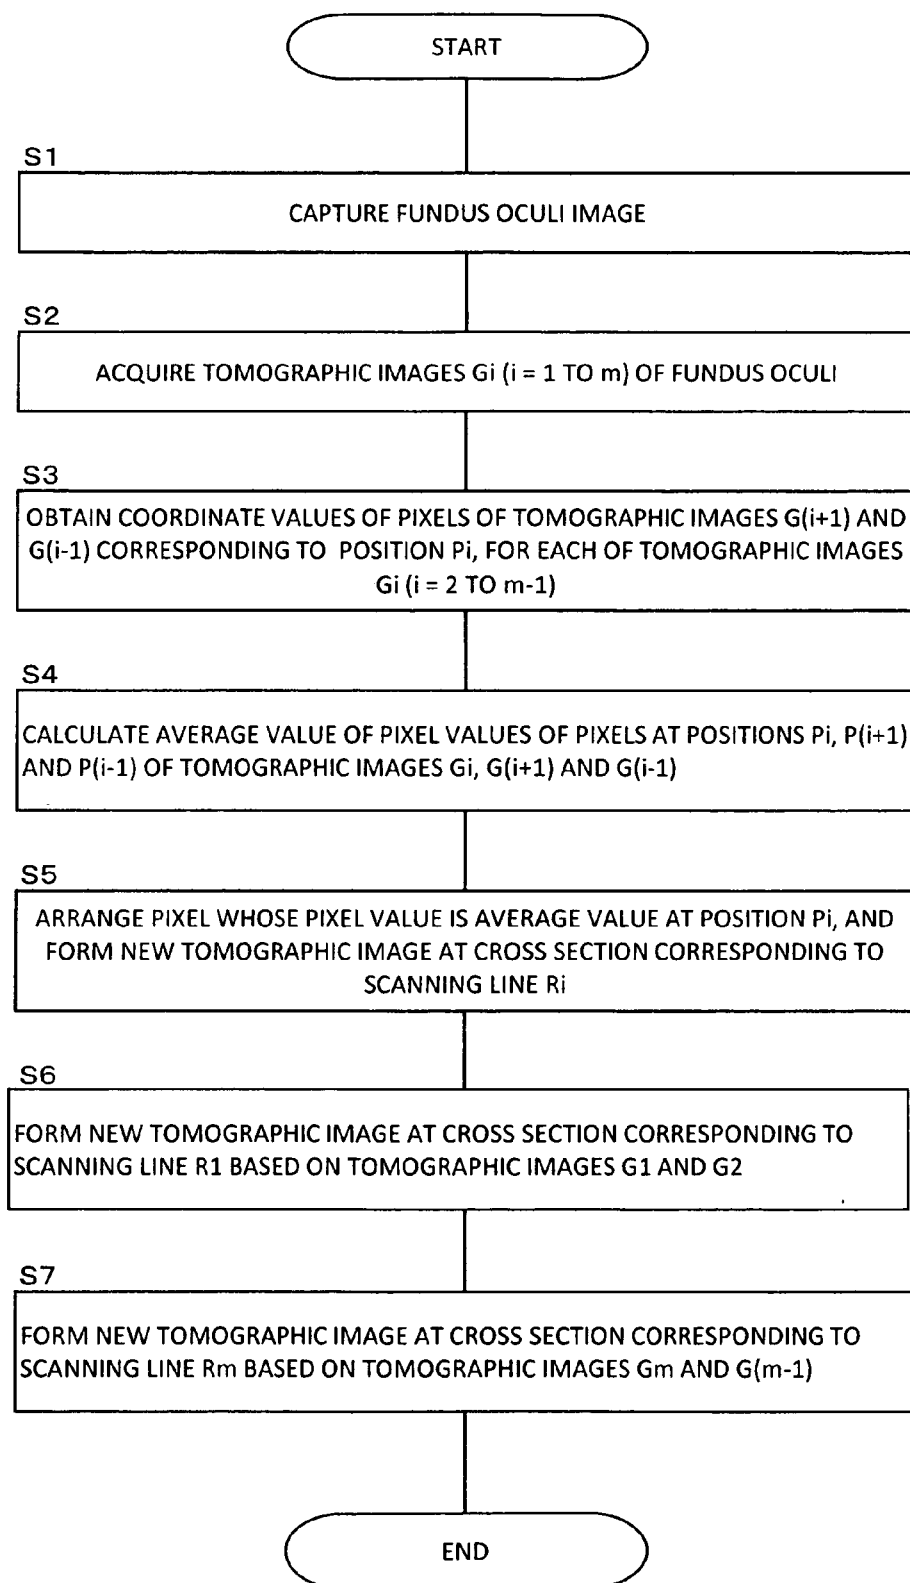 START
S1
CAPTURE FUNDUS OCULI IMAGE
S2
ACQUIRE TOMOGRAPHIC IMAGES Gi (i = 1 TO m) OF FUNDUS OCULI
S3
OBTAIN COORDINATE VALUES OF PIXELS OF TOMOGRAPHIC IMAGES G(i+1) AND
G(i-1) CORRESPONDING TO POSITION Pi, FOR EACH OF TOMOGRAPHIC IMAGES
Gi (i = 2 TO m-1)
S4
CALCULATE AVERAGE VALUE OF PIXEL VALUES OF PIXELS AT POSITIONS Pi, P(i+1)
AND P(i-1) OF TOMOGRAPHIC IMAGES Gi, G(i+1) AND G(i-1)
S5
ARRANGE PIXEL WHOSE PIXEL VALUE IS AVERAGE VALUE AT POSITION Pi, AND
FORM NEW TOMOGRAPHIC IMAGE AT CROSS SECTION CORRESPONDING TO
SCANNING LINE Ri
S6
FORM NEW TOMOGRAPHIC IMAGE AT CROSS SECTION CORRESPONDING TO
SCANNING LINE R1 BASED ON TOMOGRAPHIC IMAGES G1 AND G2
S7
FORM NEW TOMOGRAPHIC IMAGE AT CROSS SECTION CORRESPONDING TO
SCANNING LINE Rm BASED ON TOMOGRAPHIC IMAGES Gm AND G(m-1)
END